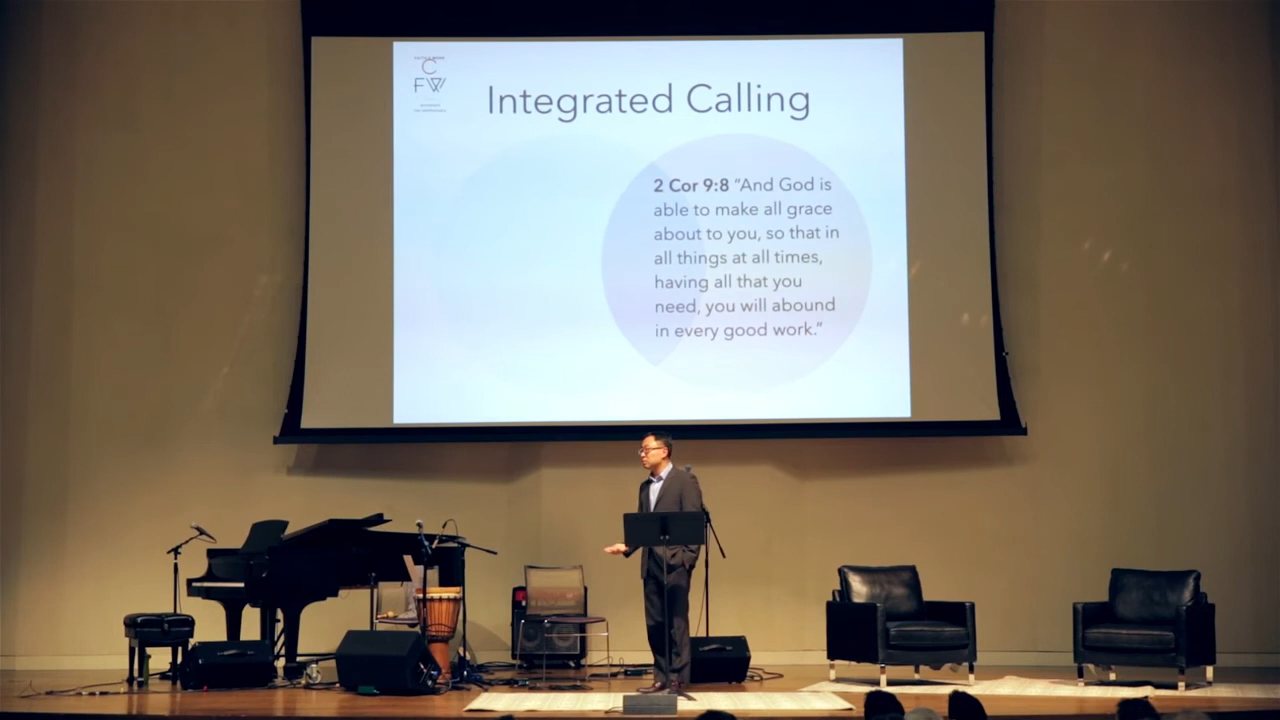 C
FW
Integrated Calling
2 Cor 9:8 “And God is
able to make all grace
about to you, so that in
all things at all times,
having all that you
need, you will abound
in every good work.”